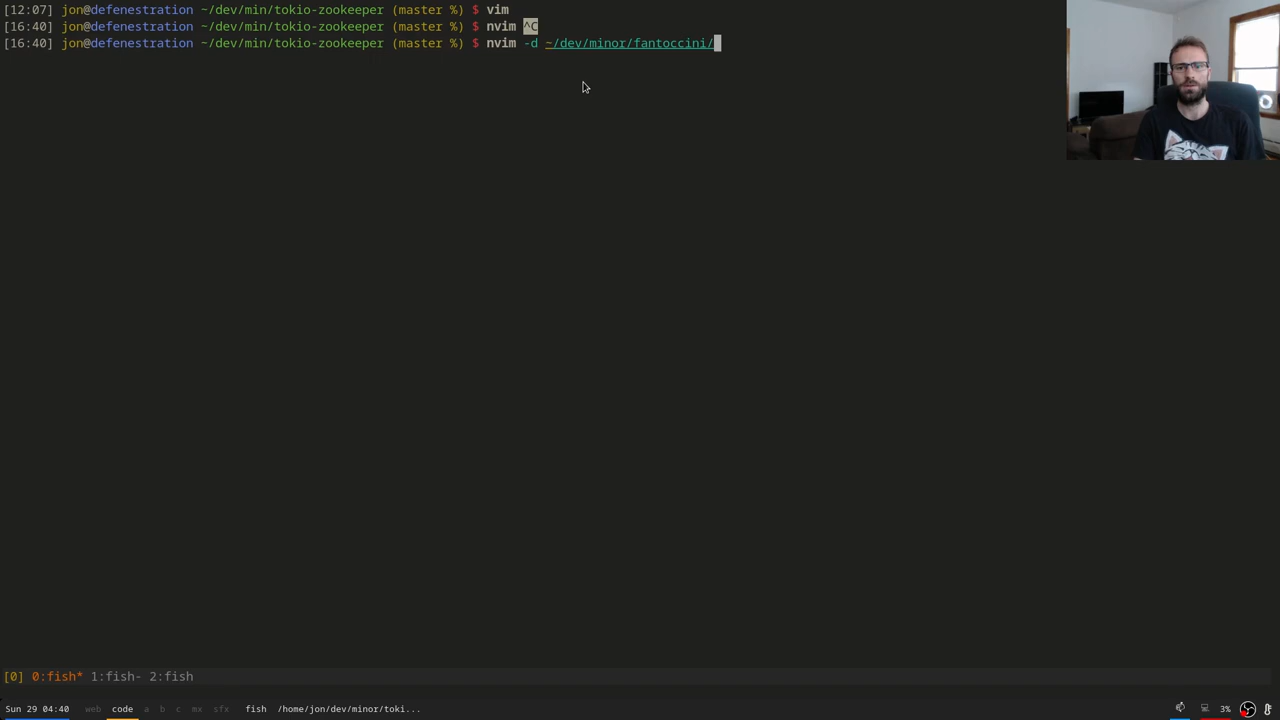 [12:07] jon@defenestration ~/dev/min/tokio-zookeeper (master %) $ vim
[16:40] jon@defenestration ~/dev/min/tokio-zookeeper (master %) $ nvim ^C
[16:40] jon@defenestration ~/dev/min/tokio-zookeeper (master %) $ nvim -d ~/dev/minor/fantoccini/
[0] 0:fish* 1:fish- 2:fish
Sun 29 04:40 web code a b c mx sfx fish /home/jon/dev/minor/toki... 3%